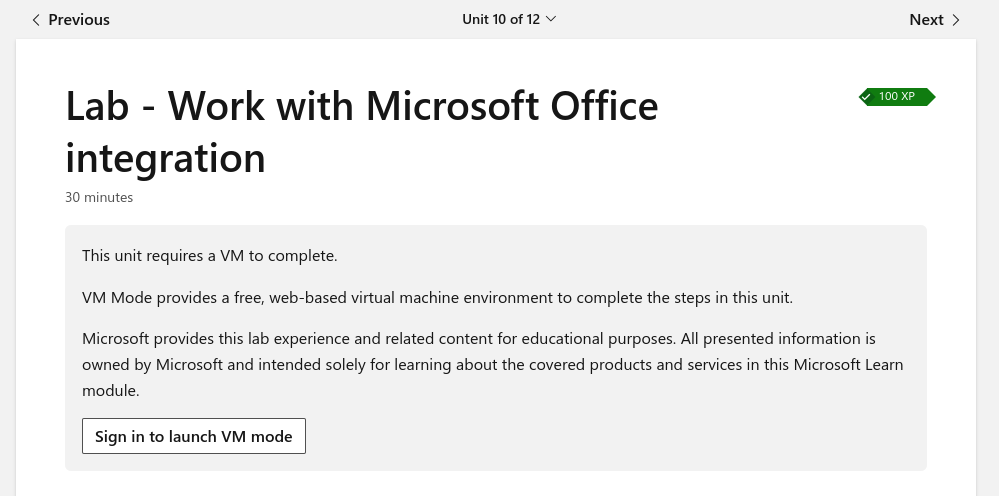 Previous
Unit 10 of 12
Next
Lab - Work with Microsoft Office
integration
100 XP
30 minutes
This unit requires a VM to complete.
VM Mode provides a free, web-based virtual machine environment to complete the steps in this unit.
Microsoft provides this lab experience and related content for educational purposes. All presented information is
owned by Microsoft and intended solely for learning about the covered products and services in this Microsoft Learn
module.
Sign in to launch VM mode